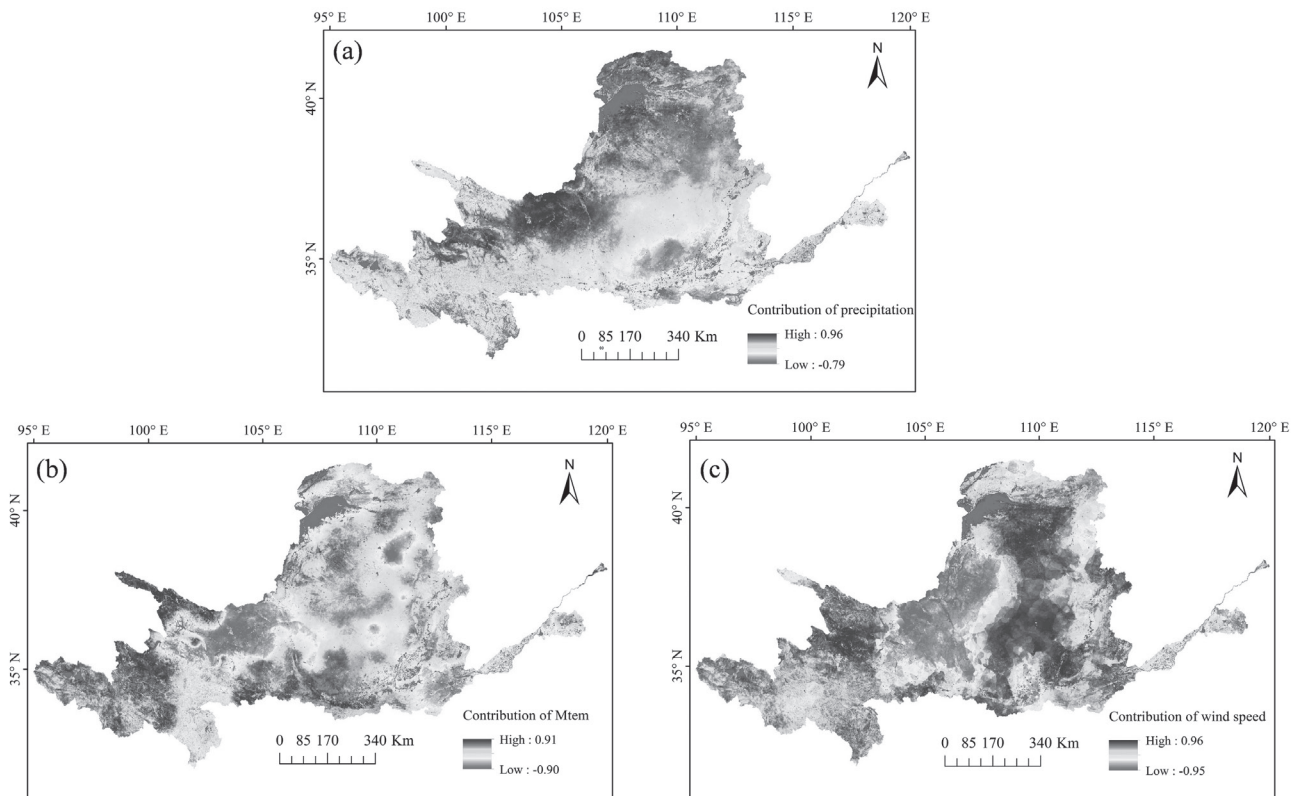 95° E 100° E 105° E 110° E 115° E 120° E
(a)
N
40° N
35° N
Contribution of precipitation
High : 0.96
Low : -0.79
0 85 170 340 Km
95° E 100° E 105° E 110° E 115° E 120° E
(b)
N
40° N
35° N
Contribution of Mtem
High : 0.91
Low : -0.90
0 85 170 340 Km
95° E 100° E 105° E 110° E 115° E 120° E
(c)
N
40° N
35° N
Contribution of wind speed
High : 0.96
Low : -0.95
0 85 170 340 Km